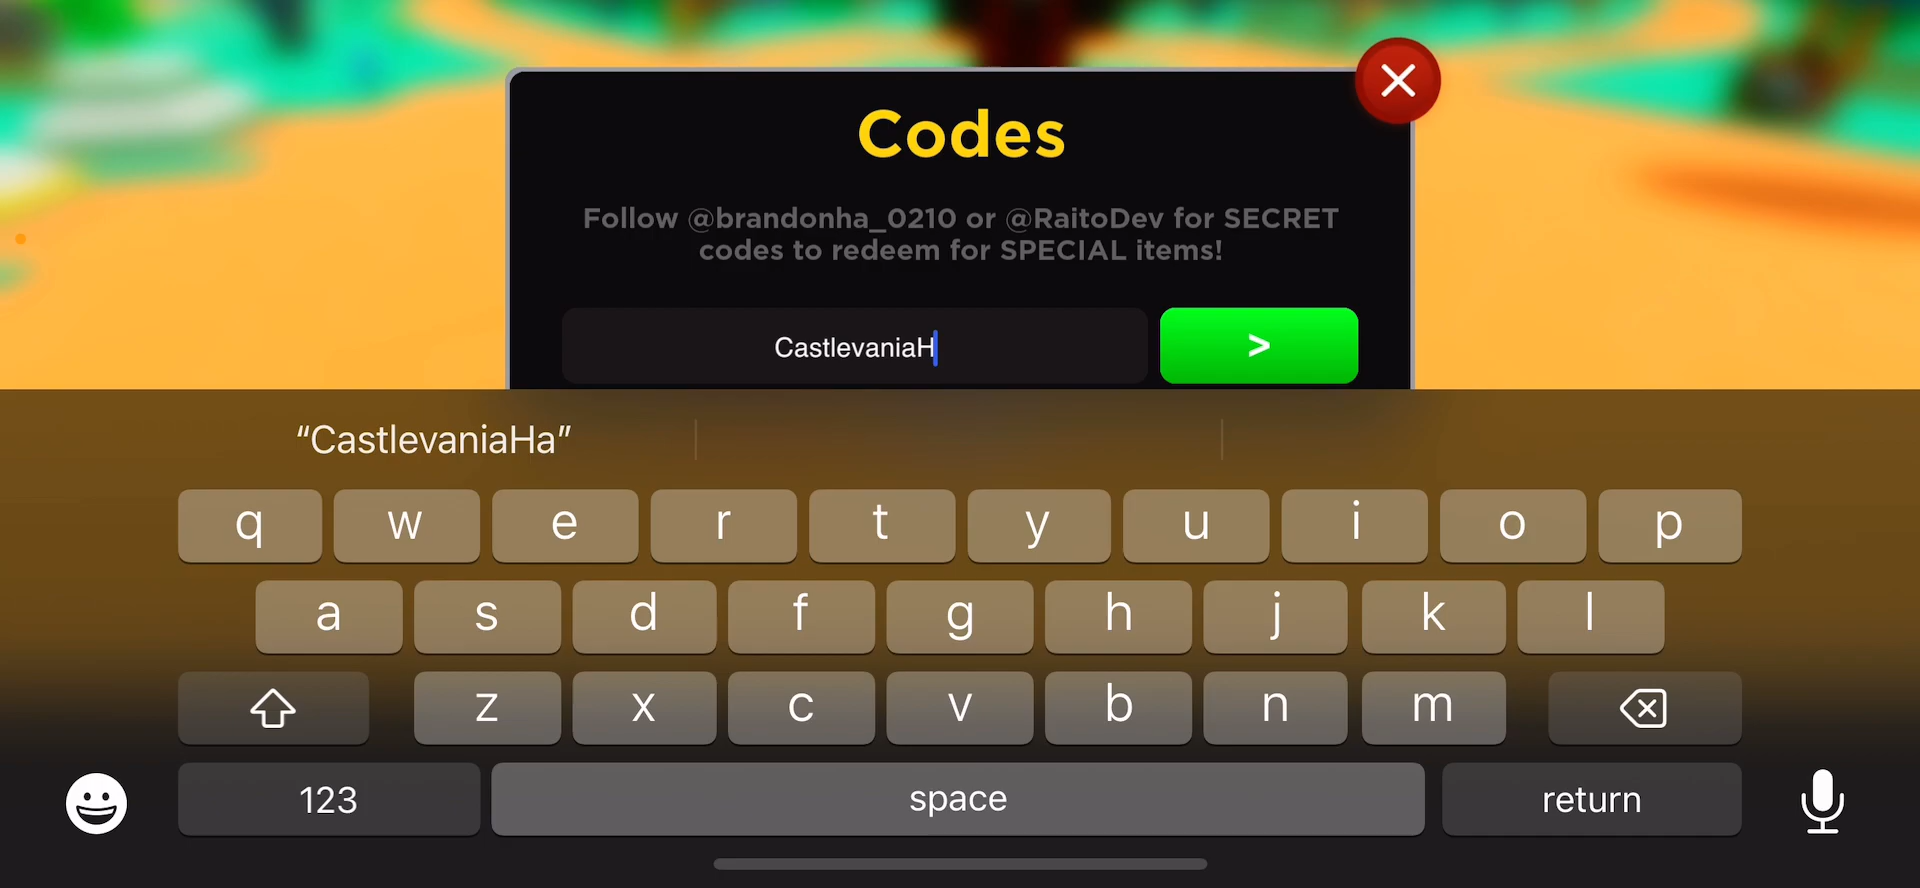 Codes
Follow @brandonha_0210 or @RaitoDev for SECRET
codes to redeem for SPECIAL items!
CastlevaniaH
>
“CastlevaniaHa”
q w e r t y u i o p
a s d f g h j k l
z x c v b n m
123 space return